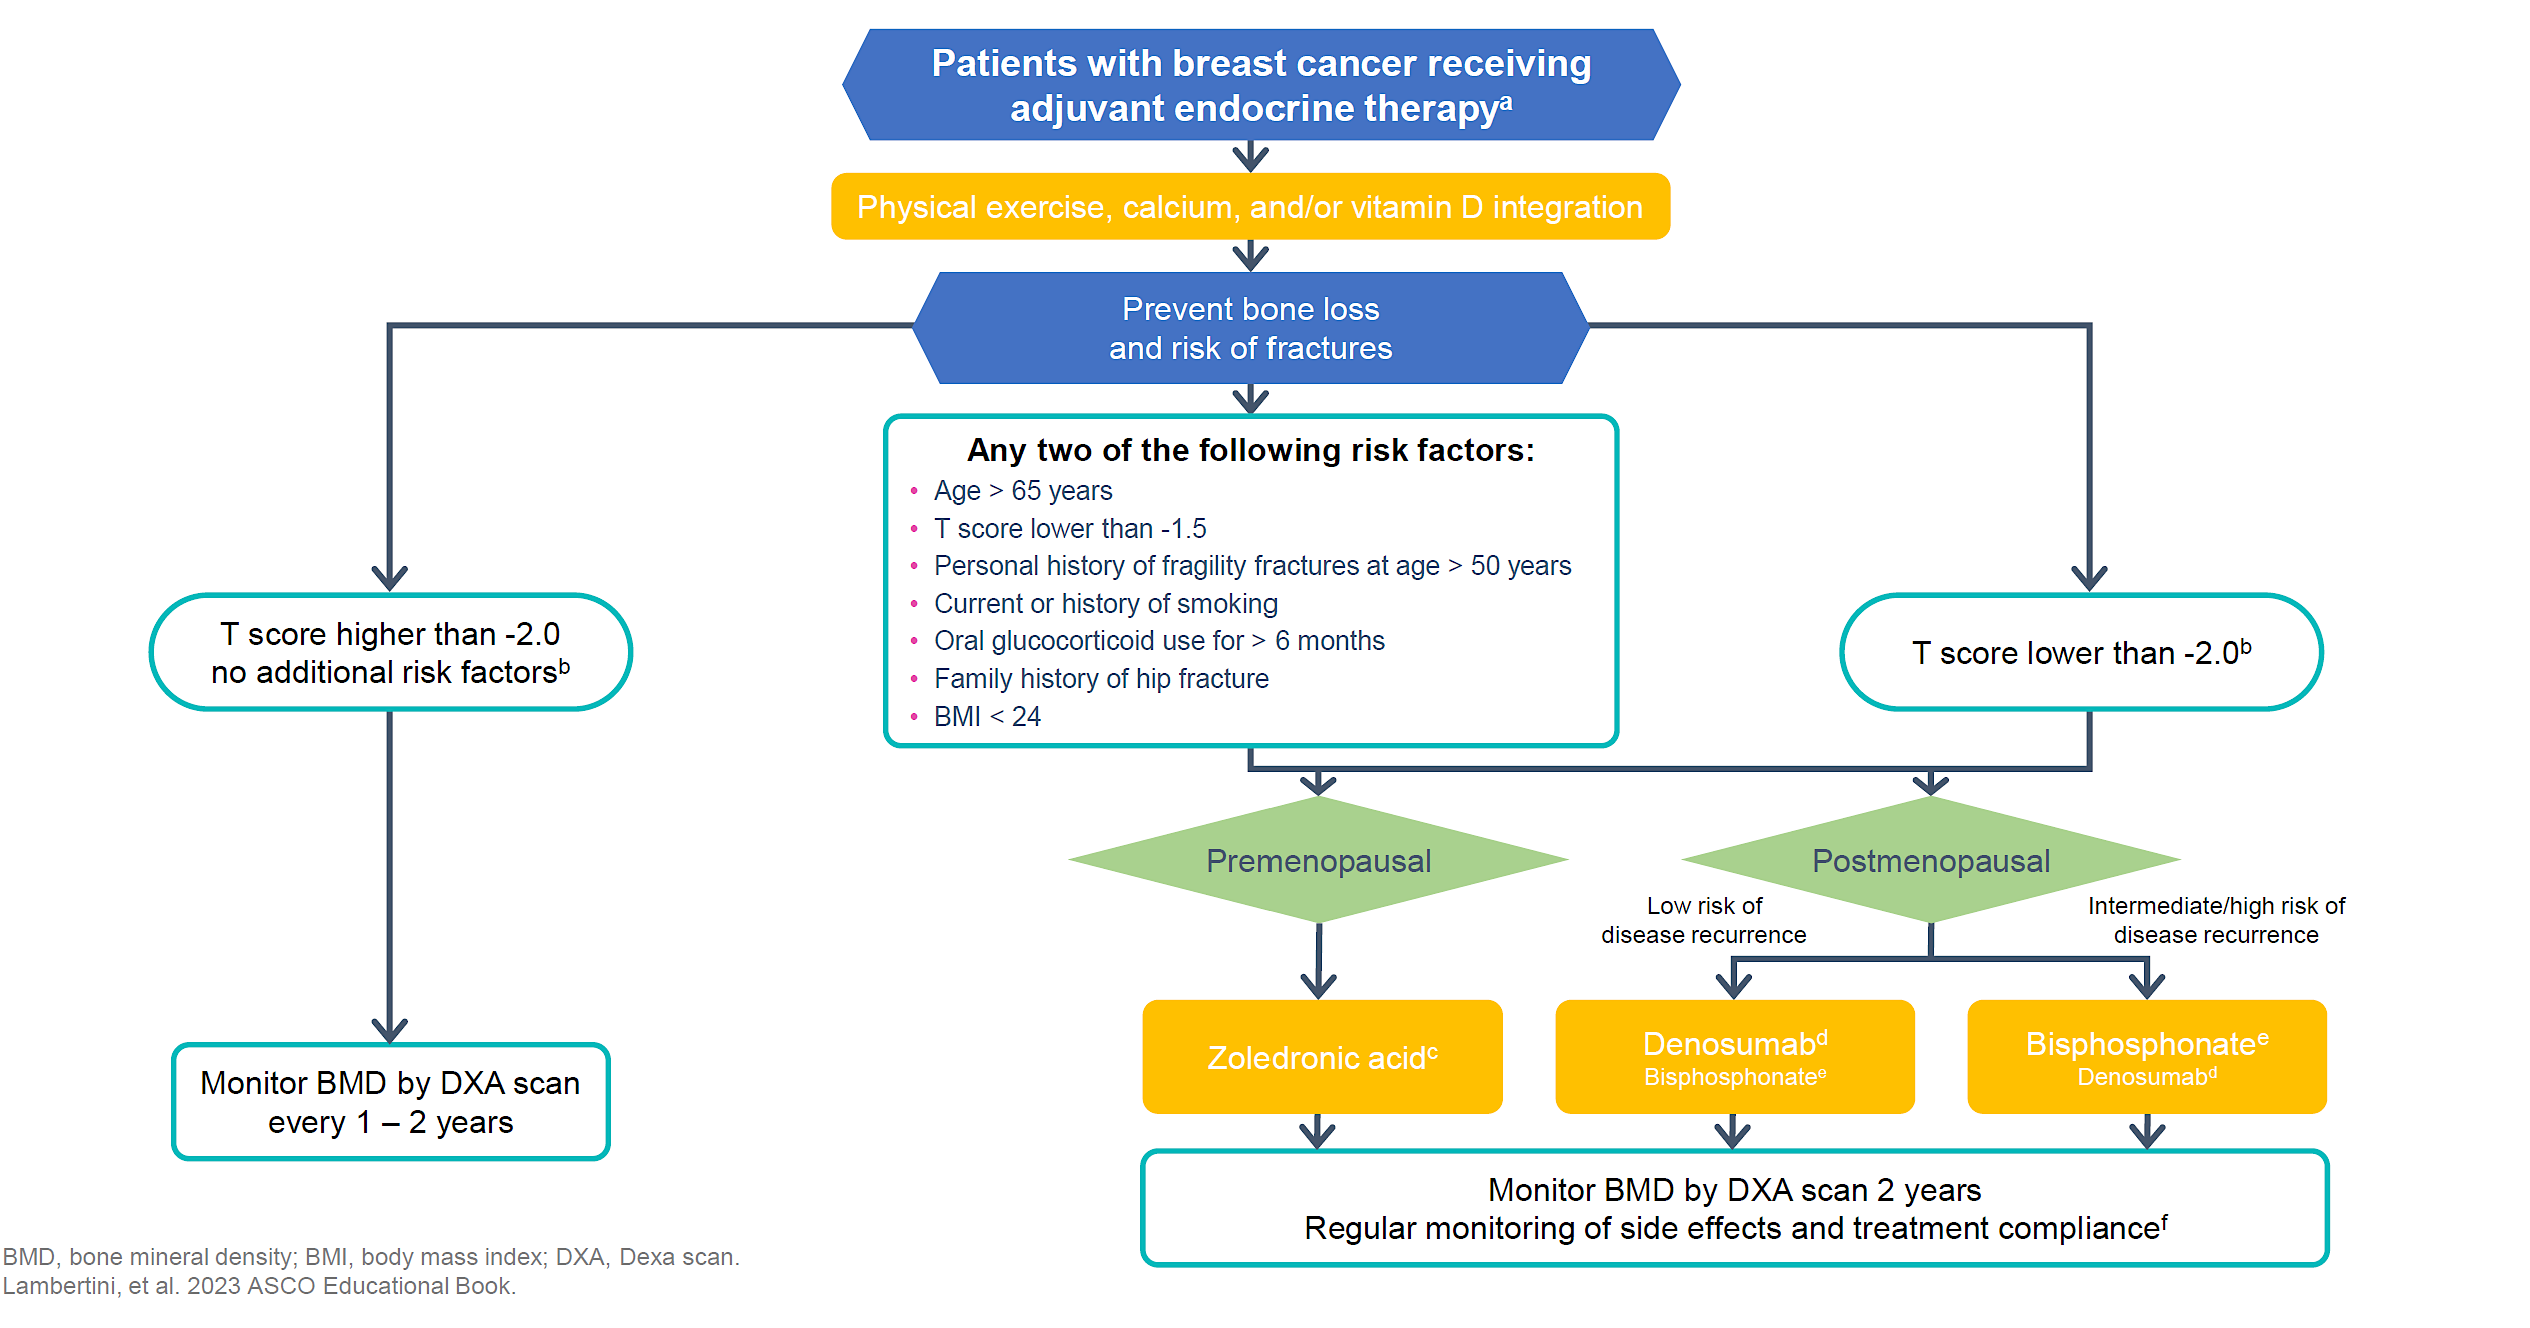 Patients with breast cancer receiving
adjuvant endocrine therapyᵃ
Physical exercise, calcium, and/or vitamin D integration
Prevent bone loss
and risk of fractures
Any two of the following risk factors:
• Age > 65 years
• T score lower than -1.5
• Personal history of fragility fractures at age > 50 years
• Current or history of smoking
• Oral glucocorticoid use for > 6 months
• Family history of hip fracture
• BMI < 24
T score higher than -2.0
no additional risk factorsᵇ
T score lower than -2.0ᵇ
Premenopausal
Postmenopausal
Low risk of
disease recurrence
Intermediate/high risk of
disease recurrence
Zoledronic acidᶜ
Denosumabᵈ
Bisphosphonateᵉ
Bisphosphonateᵉ
Denosumabᵈ
Monitor BMD by DXA scan
every 1 – 2 years
Monitor BMD by DXA scan 2 years
Regular monitoring of side effects and treatment complianceᶠ
BMD, bone mineral density; BMI, body mass index; DXA, Dexa scan.
Lambertini, et al. 2023 ASCO Educational Book.